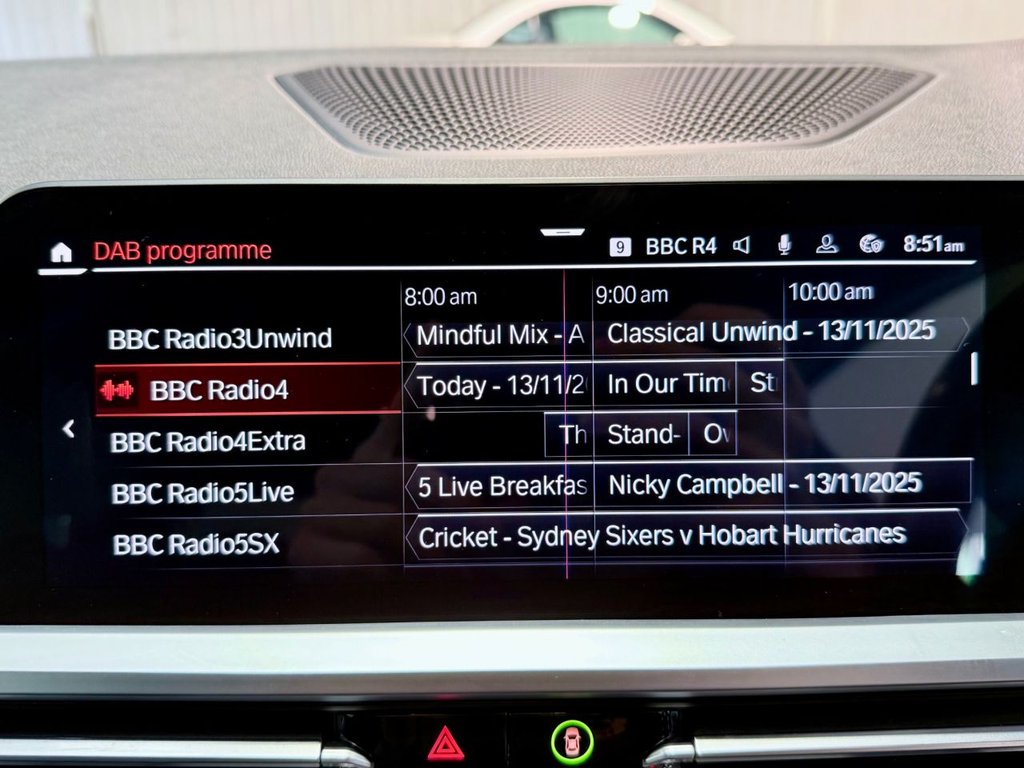 DAB programme 9 BBC R4 8:51am
8:00 am 9:00 am 10:00 am
BBC Radio3Unwind Mindful Mix - A Classical Unwind - 13/11/2025
BBC Radio4 Today - 13/11/2 In Our Tim St
BBC Radio4Extra Th Stand- Ov
BBC Radio5Live 5 Live Breakfas Nicky Campbell - 13/11/2025
BBC Radio5SX Cricket - Sydney Sixers v Hobart Hurricanes